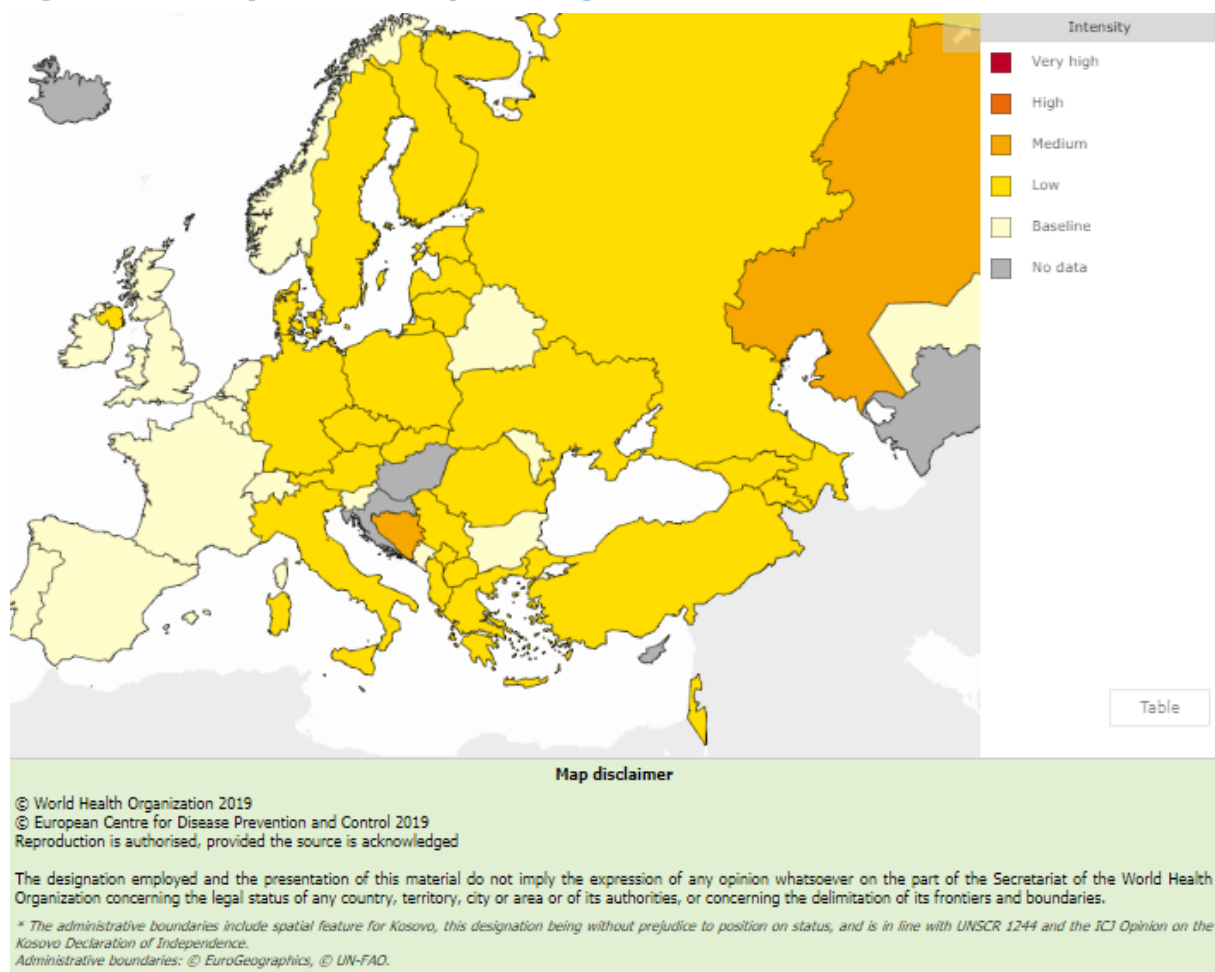 Intensity
Very high
High
Medium
Low
Baseline
No data
Table
Map disclaimer
© World Health Organization 2019
© European Centre for Disease Prevention and Control 2019
Reproduction is authorised, provided the source is acknowledged
The designation employed and the presentation of this material do not imply the expression of any opinion whatsoever on the part of the Secretariat of the World Health
Organization concerning the legal status of any country, territory, city or area or of its authorities, or concerning the delimitation of its frontiers and boundaries.
* The administrative boundaries include spatial feature for Kosovo, this designation being without prejudice to position on status, and is in line with UNSCR 1244 and the ICJ Opinion on the
Kosovo Declaration of Independence.
Administrative boundaries: © EuroGeographics, © UN-FAO.